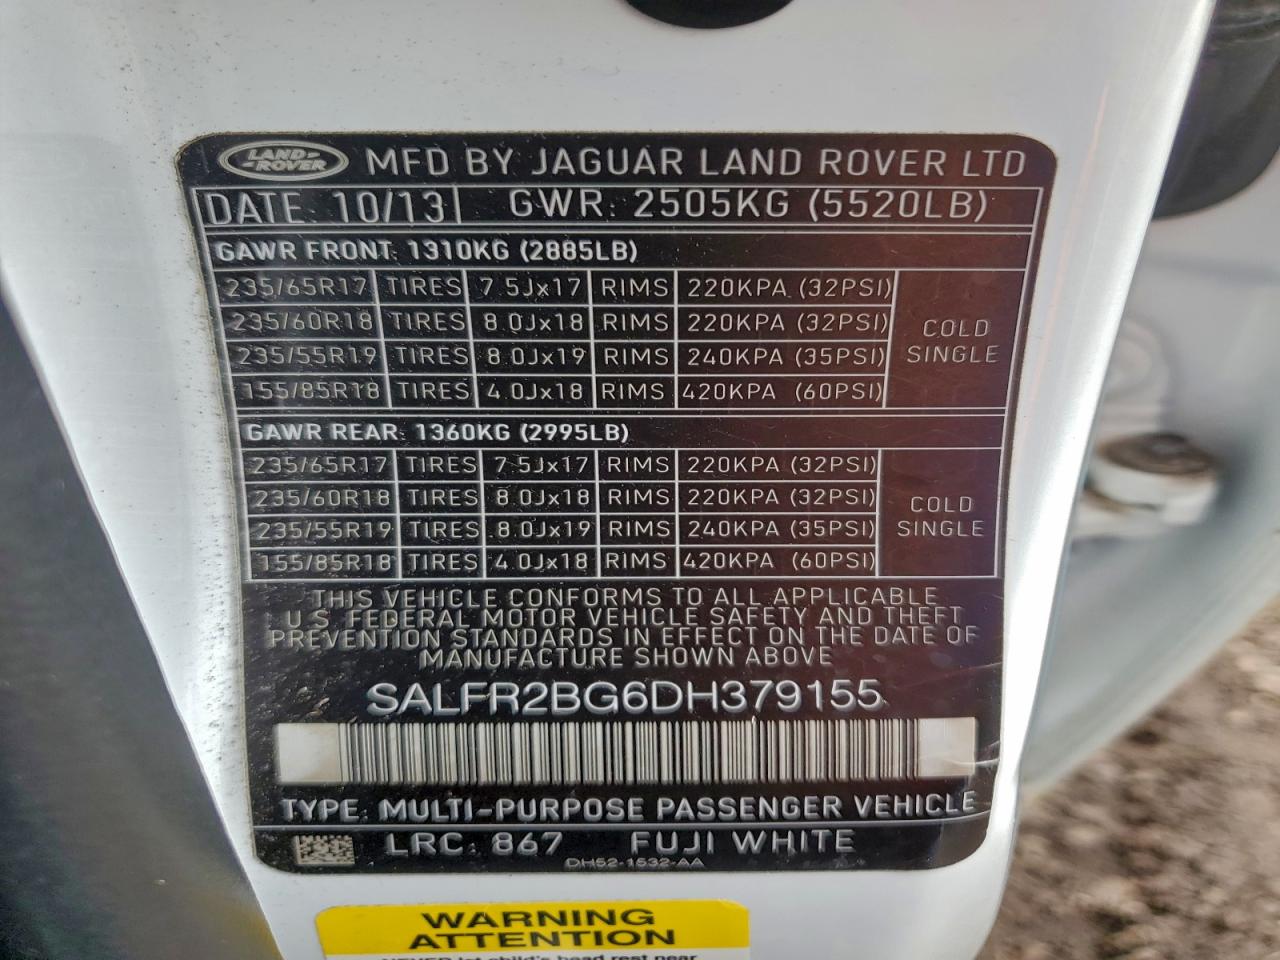 LAND-ROVER MFD BY JAGUAR LAND ROVER LTD
DATE: 10/13 GWR: 2505KG (5520LB)
GAWR FRONT: 1310KG (2885LB)
235/65R17 TIRES 7.5Jx17 RIMS 220KPA (32PSI)
235/60R18 TIRES 8.0Jx18 RIMS 220KPA (32PSI)
235/55R19 TIRES 8.0Jx19 RIMS 240KPA (35PSI)
155/85R18 TIRES 4.0Jx18 RIMS 420KPA (60PSI)
COLD
SINGLE
GAWR REAR: 1360KG (2995LB)
235/65R17 TIRES 7.5Jx17 RIMS 220KPA (32PSI)
235/60R18 TIRES 8.0Jx18 RIMS 220KPA (32PSI)
235/55R19 TIRES 8.0Jx19 RIMS 240KPA (35PSI)
155/85R18 TIRES 4.0Jx18 RIMS 420KPA (60PSI)
COLD
SINGLE
THIS VEHICLE CONFORMS TO ALL APPLICABLE
U.S. FEDERAL MOTOR VEHICLE SAFETY AND THEFT
PREVENTION STANDARDS IN EFFECT ON THE DATE OF
MANUFACTURE SHOWN ABOVE
SALFR2BG6DH379155
TYPE: MULTI-PURPOSE PASSENGER VEHICLE
LRC: 867 FUJI WHITE
DH52-1532-AA
WARNING
ATTENTION
NEVER let child's head rest near